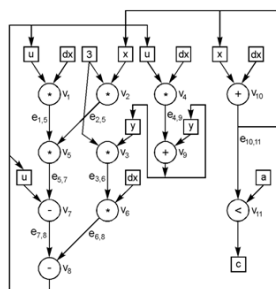 u dx 3 x u dx x dx
* v1 * v2 * v4 + v10
e1,5 e2,5 y e4,9 y
* v5 * v3 + v9 e10,11
u e5,7 e3,6 dx a
- v7 * v6 < v11
e7,8 e6,8
- v8 c